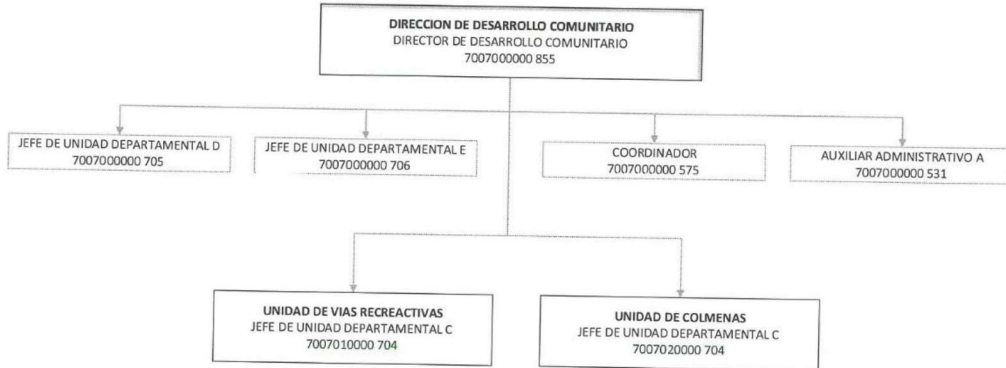 DIRECCION DE DESARROLLO COMUNITARIO
DIRECTOR DE DESARROLLO COMUNITARIO
7007000000 855
JEFE DE UNIDAD DEPARTAMENTAL D
7007000000 705
JEFE DE UNIDAD DEPARTAMENTAL E
7007000000 706
COORDINADOR
7007000000 575
AUXILIAR ADMINISTRATIVO A
7007000000 531
UNIDAD DE VIAS RECREACTIVAS
JEFE DE UNIDAD DEPARTAMENTAL C
7007010000 704
UNIDAD DE COLMENAS
JEFE DE UNIDAD DEPARTAMENTAL C
7007020000 704